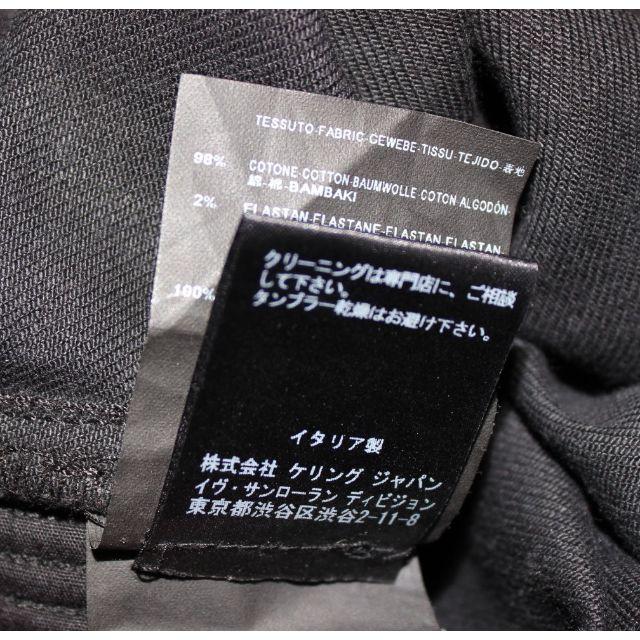 TESSUTO-FABRIC-GEWEBE-TISSU-TEJIDO-表地
98% COTONE-COTTON-BAUMWOLLE-COTON-ALGODÓN-
綿-棉-BAMBAKI
2% ELASTAN-ELASTANE-ELASTAN-ELASTAN
100%
クリーニングは専門店に、ご相談
して下さい。
タンブラー乾燥はお避け下さい。
イタリア製
株式会社 ケリング ジャパン
イヴ・サンローラン ディビジョン
東京都渋谷区渋谷2-11-8